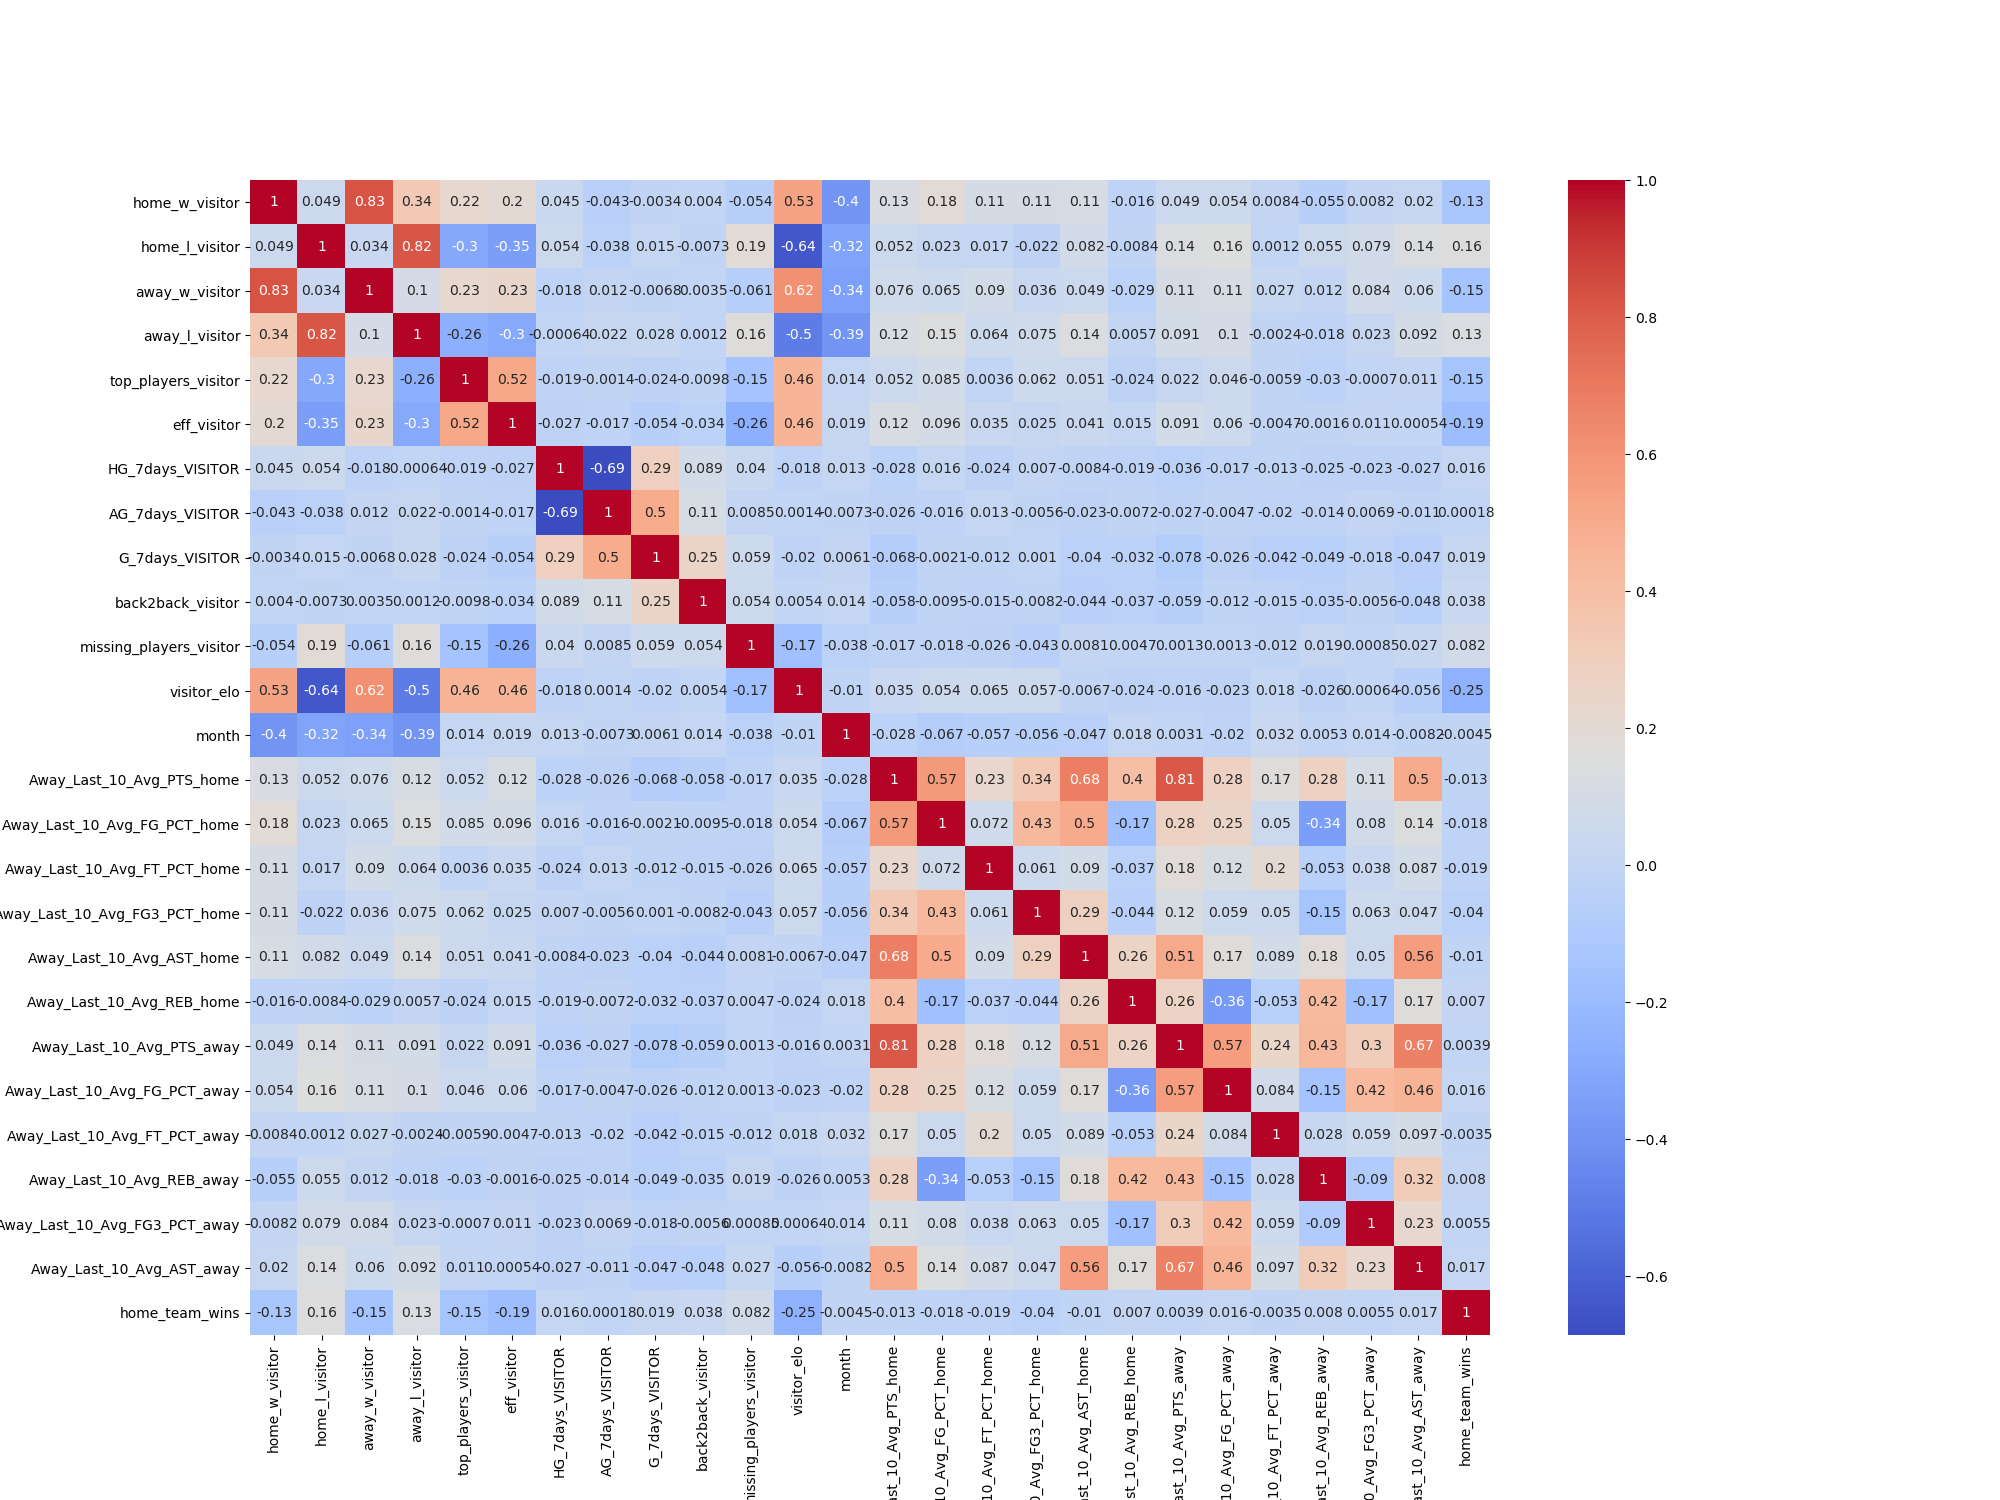 home_w_visitor 1 0.049 0.83 0.34 0.22 0.2 0.045 -0.043 -0.0034 0.004 -0.054 0.53 -0.4 0.13 0.18 0.11 0.11 0.11 -0.016 0.049 0.054 0.0084 -0.055 0.0082 0.02 -0.13
home_l_visitor 0.049 1 0.034 0.82 -0.3 -0.35 0.054 -0.038 0.015 -0.0073 0.19 -0.64 -0.32 0.052 0.023 0.017 -0.022 0.082 -0.0084 0.14 0.16 0.0012 0.055 0.079 0.14 0.16
away_w_visitor 0.83 0.034 1 0.1 0.23 0.23 -0.018 0.012 -0.0068 0.0035 -0.061 0.62 -0.34 0.076 0.065 0.09 0.036 0.049 -0.029 0.11 0.11 0.027 0.012 0.084 0.06 -0.15
away_l_visitor 0.34 0.82 0.1 1 -0.26 -0.3 -0.00064 0.022 0.028 0.0012 0.16 -0.5 -0.39 0.12 0.15 0.064 0.075 0.14 0.0057 0.091 0.1 -0.0024 -0.018 0.023 0.092 0.13
top_players_visitor 0.22 -0.3 0.23 -0.26 1 0.52 -0.019 -0.0014 -0.024 -0.0098 -0.15 0.46 0.014 0.052 0.085 0.0036 0.062 0.051 -0.024 0.022 0.046 -0.0059 -0.03 -0.0007 0.011 -0.15
eff_visitor 0.2 -0.35 0.23 -0.3 0.52 1 -0.027 -0.017 -0.054 -0.034 -0.26 0.46 0.019 0.12 0.096 0.035 0.025 0.041 0.015 0.091 0.06 -0.0047 -0.0016 0.011 0.00054 -0.19
HG_7days_VISITOR 0.045 0.054 -0.018 -0.00064 -0.019 -0.027 1 -0.69 0.29 0.089 0.04 -0.018 0.013 -0.028 0.016 -0.024 0.007 -0.0084 -0.019 -0.036 -0.017 -0.013 -0.025 -0.023 -0.027 0.016
AG_7days_VISITOR -0.043 -0.038 0.012 0.022 -0.0014 -0.017 -0.69 1 0.5 0.11 0.0085 0.0014 -0.0073 -0.026 -0.016 0.013 -0.0056 -0.023 -0.0072 -0.027 -0.0047 -0.02 -0.014 0.0069 -0.011 0.00018
G_7days_VISITOR -0.0034 0.015 -0.0068 0.028 -0.024 -0.054 0.29 0.5 1 0.25 0.059 -0.02 0.0061 -0.068 -0.0021 -0.012 0.001 -0.04 -0.032 -0.078 -0.026 -0.042 -0.049 -0.018 -0.047 0.019
back2back_visitor 0.004 -0.0073 0.0035 0.0012 -0.0098 -0.034 0.089 0.11 0.25 1 0.054 0.0054 0.014 -0.058 -0.0095 -0.015 -0.0082 -0.044 -0.037 -0.059 -0.012 -0.015 -0.035 -0.0056 -0.048 0.038
missing_players_visitor -0.054 0.19 -0.061 0.16 -0.15 -0.26 0.04 0.0085 0.059 0.054 1 -0.17 -0.038 -0.017 -0.018 -0.026 -0.043 0.0081 0.0047 0.0013 0.0013 -0.012 0.019 0.00085 0.027 0.082
visitor_elo 0.53 -0.64 0.62 -0.5 0.46 0.46 -0.018 0.0014 -0.02 0.0054 -0.17 1 -0.01 0.035 0.054 0.065 0.057 -0.0067 -0.024 -0.016 -0.023 0.018 -0.026 0.00064 -0.056 -0.25
month -0.4 -0.32 -0.34 -0.39 0.014 0.019 0.013 -0.0073 0.0061 0.014 -0.038 -0.01 1 -0.028 -0.067 -0.057 -0.056 -0.047 0.018 0.0031 -0.02 0.032 0.0053 0.014 -0.0082 -0.0045
Away_Last_10_Avg_PTS_home 0.13 0.052 0.076 0.12 0.052 0.12 -0.028 -0.026 -0.068 -0.058 -0.017 0.035 -0.028 1 0.57 0.23 0.34 0.68 0.4 0.81 0.28 0.17 0.28 0.11 0.5 -0.013
Away_Last_10_Avg_FG_PCT_home 0.18 0.023 0.065 0.15 0.085 0.096 0.016 -0.016 -0.0021 -0.0095 -0.018 0.054 -0.067 0.57 1 0.072 0.43 0.5 -0.17 0.28 0.25 0.05 -0.34 0.08 0.14 -0.018
Away_Last_10_Avg_FT_PCT_home 0.11 0.017 0.09 0.064 0.0036 0.035 -0.024 0.013 -0.012 -0.015 -0.026 0.065 -0.057 0.23 0.072 1 0.061 0.09 -0.037 0.18 0.12 0.2 -0.053 0.038 0.087 -0.019
Away_Last_10_Avg_FG3_PCT_home 0.11 -0.022 0.036 0.075 0.062 0.025 0.007 -0.0056 0.001 -0.0082 -0.043 0.057 -0.056 0.34 0.43 0.061 1 0.29 -0.044 0.12 0.059 0.05 -0.15 0.063 0.047 -0.04
Away_Last_10_Avg_AST_home 0.11 0.082 0.049 0.14 0.051 0.041 -0.0084 -0.023 -0.04 -0.044 0.0081 -0.0067 -0.047 0.68 0.5 0.09 0.29 1 0.26 0.51 0.17 0.089 0.18 0.05 0.56 -0.01
Away_Last_10_Avg_REB_home -0.016 -0.0084 -0.029 0.0057 -0.024 0.015 -0.019 -0.0072 -0.032 -0.037 0.0047 -0.024 0.018 0.4 -0.17 -0.037 -0.044 0.26 1 0.26 -0.36 -0.053 0.42 -0.17 0.17 0.007
Away_Last_10_Avg_PTS_away 0.049 0.14 0.11 0.091 0.022 0.091 -0.036 -0.027 -0.078 -0.059 0.0013 -0.016 0.0031 0.81 0.28 0.18 0.12 0.51 0.26 1 0.57 0.24 0.43 0.3 0.67 0.0039
Away_Last_10_Avg_FG_PCT_away 0.054 0.16 0.11 0.1 0.046 0.06 -0.017 -0.0047 -0.026 -0.012 0.0013 -0.023 -0.02 0.28 0.25 0.12 0.059 0.17 -0.36 0.57 1 0.084 -0.15 0.42 0.46 0.016
Away_Last_10_Avg_FT_PCT_away 0.0084 0.0012 0.027 -0.0024 -0.0059 -0.0047 -0.013 -0.02 -0.042 -0.015 -0.012 0.018 0.032 0.17 0.05 0.2 0.05 0.089 -0.053 0.24 0.084 1 0.028 0.059 0.097 -0.0035
Away_Last_10_Avg_REB_away -0.055 0.055 0.012 -0.018 -0.03 -0.0016 -0.025 -0.014 -0.049 -0.035 0.019 -0.026 0.0053 0.28 -0.34 -0.053 -0.15 0.18 0.42 0.43 -0.15 0.028 1 -0.09 0.32 0.008
Away_Last_10_Avg_FG3_PCT_away 0.0082 0.079 0.084 0.023 -0.0007 0.011 -0.023 0.0069 -0.018 -0.0056 0.00085 0.00064 0.014 0.11 0.08 0.038 0.063 0.05 -0.17 0.3 0.42 0.059 -0.09 1 0.23 0.0055
Away_Last_10_Avg_AST_away 0.02 0.14 0.06 0.092 0.011 0.00054 -0.027 -0.011 -0.047 -0.048 0.027 -0.056 -0.0082 0.5 0.14 0.087 0.047 0.56 0.17 0.67 0.46 0.097 0.32 0.23 1 0.017
home_team_wins -0.13 0.16 -0.15 0.13 -0.15 -0.19 0.016 0.00018 0.019 0.038 0.082 -0.25 -0.0045 -0.013 -0.018 -0.019 -0.04 -0.01 0.007 0.0039 0.016 -0.0035 0.008 0.0055 0.017 1
home_w_visitor
home_l_visitor
away_w_visitor
away_l_visitor
top_players_visitor
eff_visitor
HG_7days_VISITOR
AG_7days_VISITOR
G_7days_VISITOR
back2back_visitor
missing_players_visitor
visitor_elo
month
ast_10_Avg_PTS_home
10_Avg_FG_PCT_home
10_Avg_FT_PCT_home
0_Avg_FG3_PCT_home
ast_10_Avg_AST_home
st_10_Avg_REB_home
ast_10_Avg_PTS_away
10_Avg_FG_PCT_away
10_Avg_FT_PCT_away
ast_10_Avg_REB_away
0_Avg_FG3_PCT_away
ast_10_Avg_AST_away
home_team_wins
1.0
0.8
0.6
0.4
0.2
0.0
−0.2
−0.4
−0.6